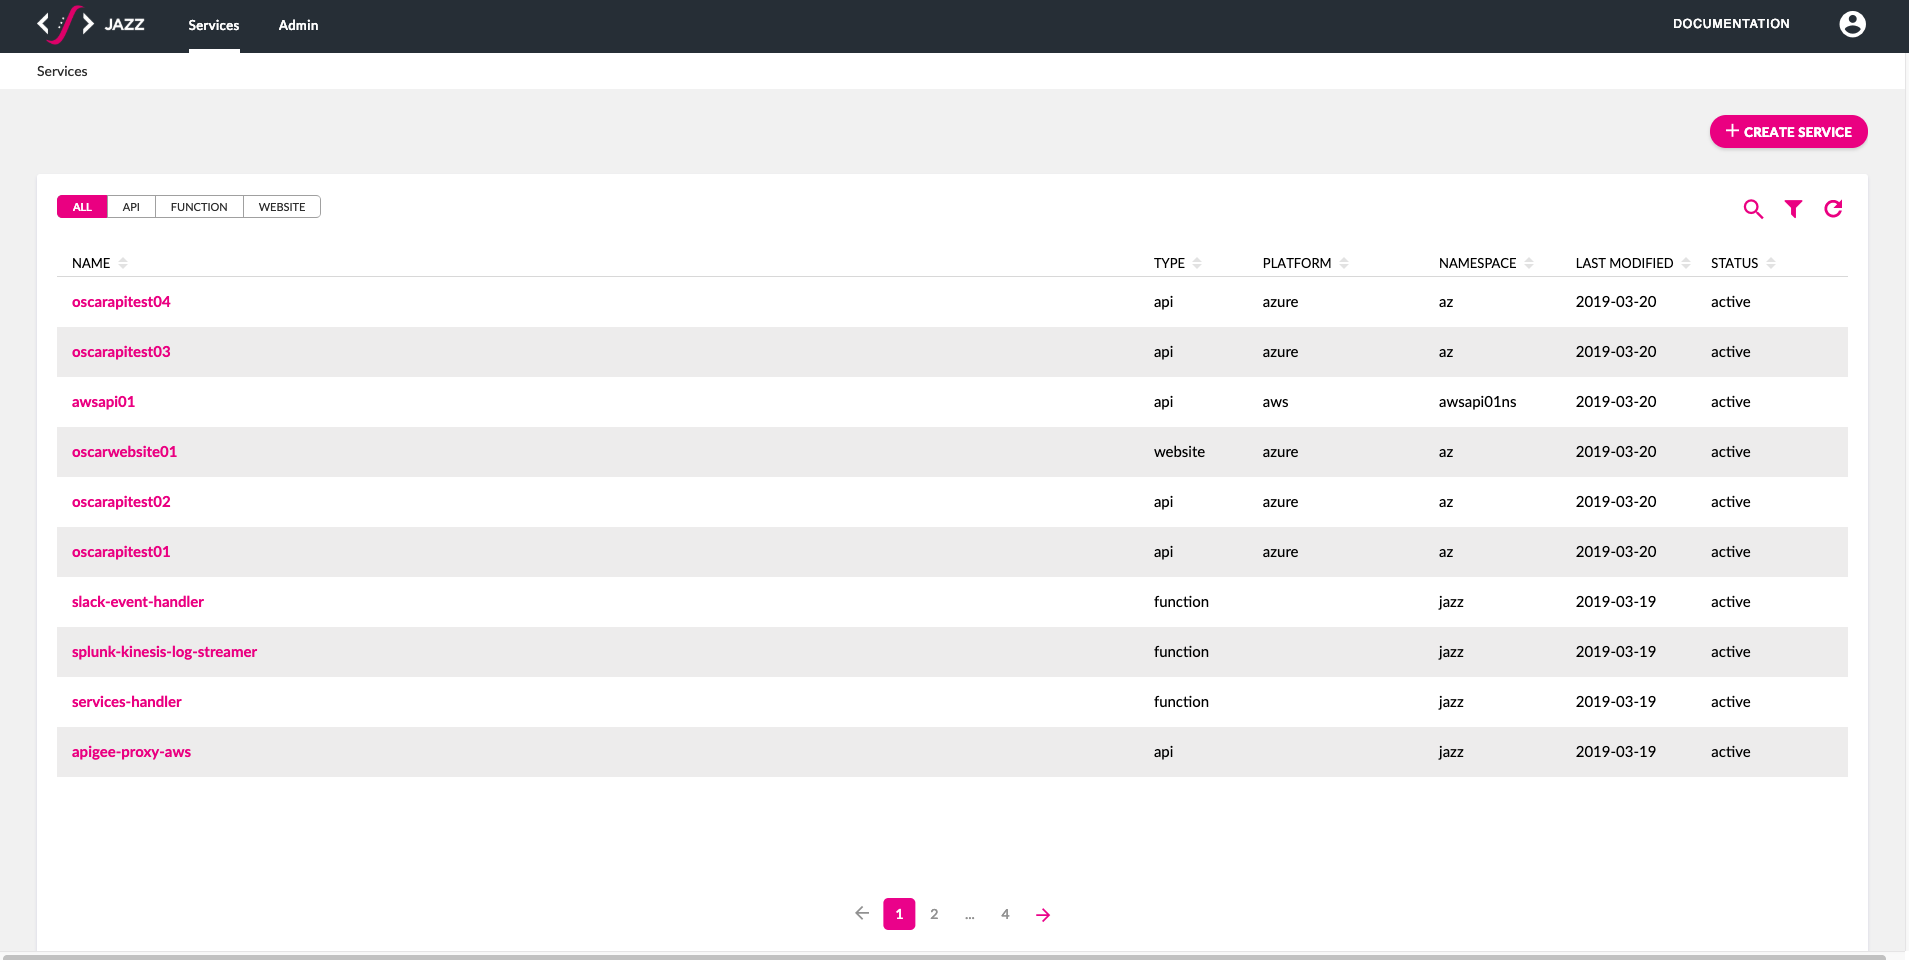 JAZZ Services Admin DOCUMENTATION
Services
+ CREATE SERVICE
ALL API FUNCTION WEBSITE
NAME TYPE PLATFORM NAMESPACE LAST MODIFIED STATUS
oscarapitest04 api azure az 2019-03-20 active
oscarapitest03 api azure az 2019-03-20 active
awsapi01 api aws awsapi01ns 2019-03-20 active
oscarwebsite01 website azure az 2019-03-20 active
oscarapitest02 api azure az 2019-03-20 active
oscarapitest01 api azure az 2019-03-20 active
slack-event-handler function jazz 2019-03-19 active
splunk-kinesis-log-streamer function jazz 2019-03-19 active
services-handler function jazz 2019-03-19 active
apigee-proxy-aws api jazz 2019-03-19 active
1 2 ... 4